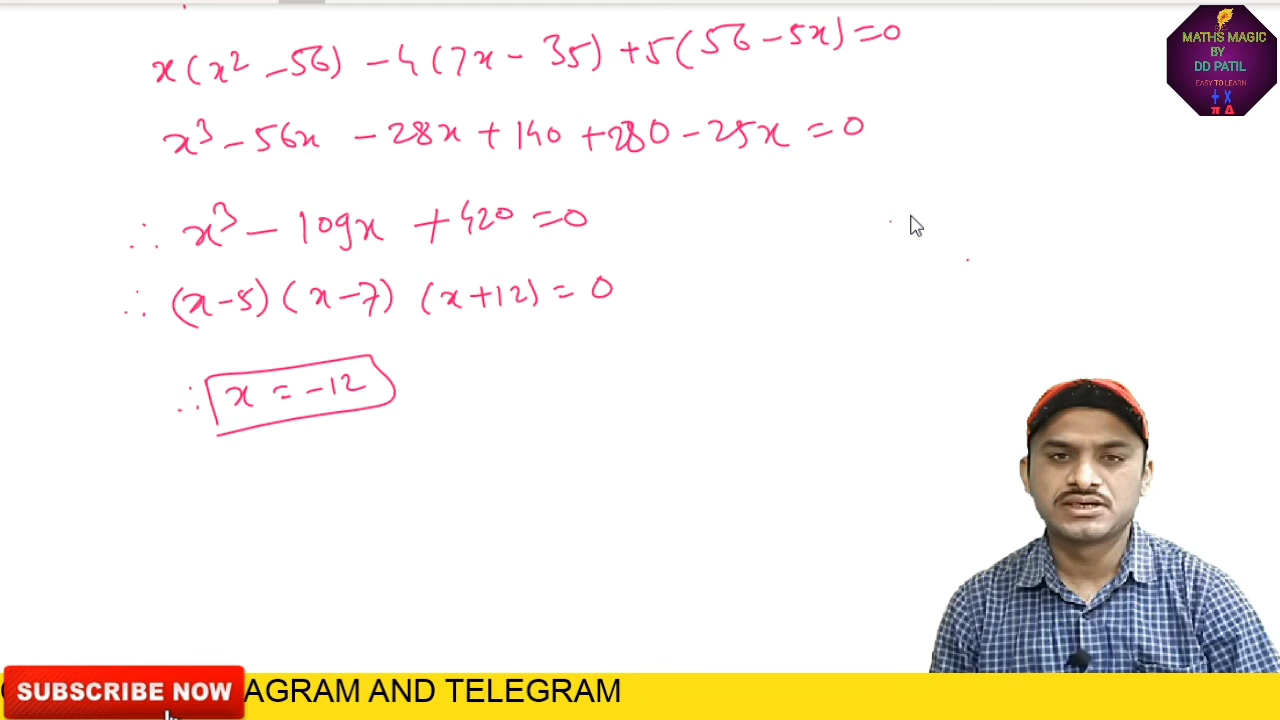 x(x² - 56) - 4(7x - 35) + 5(56 - 5x) = 0
x³ - 56x - 28x + 140 + 280 - 25x = 0
∴ x³ - 109x + 420 = 0
∴ (x-5)(x-7)(x+12) = 0
∴ x = -12
MATHS MAGIC
BY
DD PATIL
EASY TO LEARN
+ X
π Δ
SUBSCRIBE NOW
AGRAM AND TELEGRAM